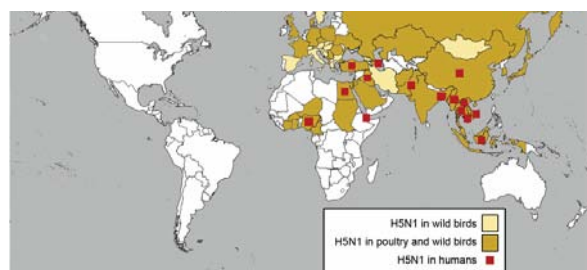 H5N1 in wild birds
H5N1 in poultry and wild birds
H5N1 in humans